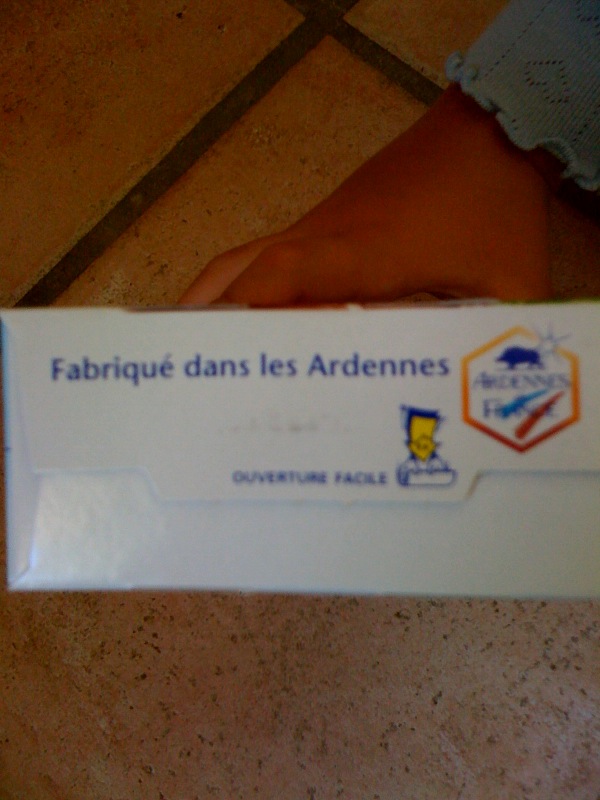 Fabriqué dans les Ardennes
ARDENNES
FRANCE
OUVERTURE FACILE